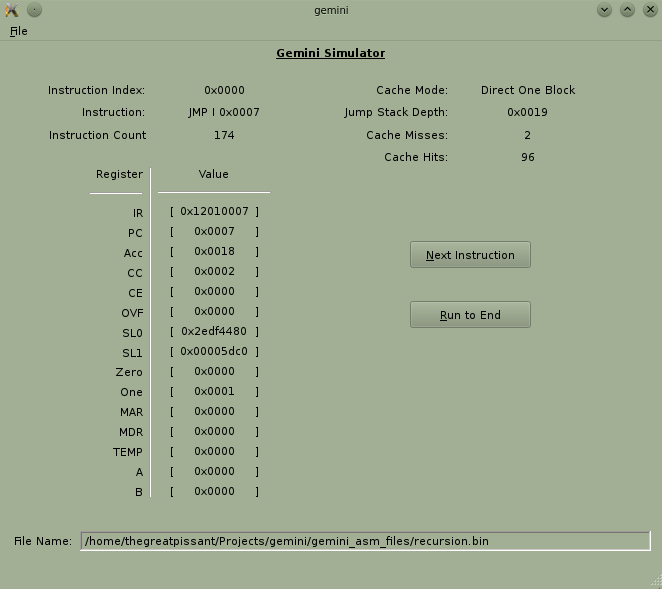 gemini
File
Gemini Simulator
Instruction Index: 0x0000 Cache Mode: Direct One Block
Instruction: JMP I 0x0007 Jump Stack Depth: 0x0019
Instruction Count 174 Cache Misses: 2
Cache Hits: 96
Register Value
IR [ 0x12010007 ]
PC [ 0x0007 ]
Acc [ 0x0018 ]
CC [ 0x0002 ]
CE [ 0x0000 ]
OVF [ 0x0000 ]
SL0 [ 0x2edf4480 ]
SL1 [ 0x00005dc0 ]
Zero [ 0x0000 ]
One [ 0x0001 ]
MAR [ 0x0000 ]
MDR [ 0x0000 ]
TEMP [ 0x0000 ]
A [ 0x0000 ]
B [ 0x0000 ]
Next Instruction
Run to End
File Name: /home/thegreatpissant/Projects/gemini/gemini_asm_files/recursion.bin